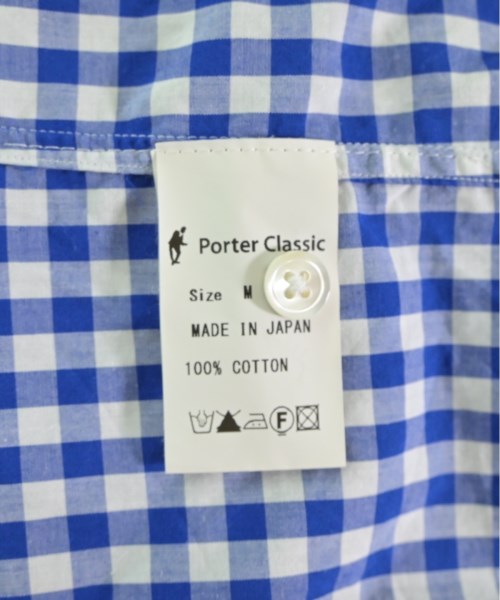 Porter Classic
Size M
MADE IN JAPAN
100% COTTON
F